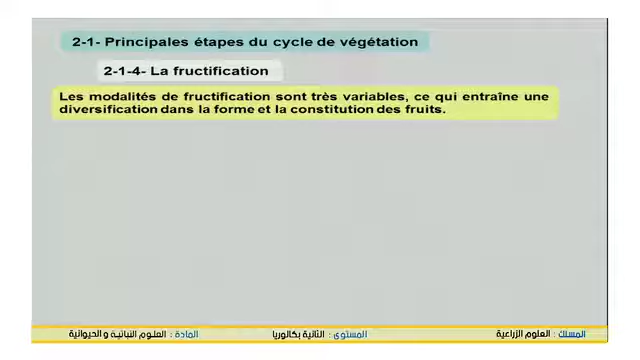 2-1- Principales étapes du cycle de végétation
2-1-4- La fructification
Les modalités de fructification sont très variables, ce qui entraîne une
diversification dans la forme et la constitution des fruits.
المسلك : العلوم الزراعية
المستوى : الثانية بكالوريا
المادة : العلوم النباتية و الحيوانية